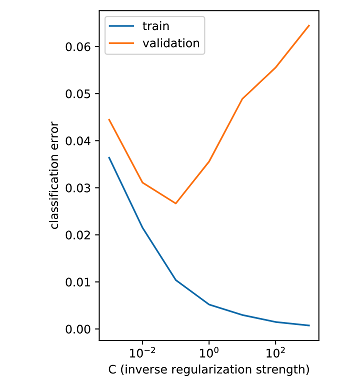 train
validation
0.06
0.05
0.04
0.03
0.02
0.01
0.00
classification error
10⁻² 10⁰ 10²
C (inverse regularization strength)